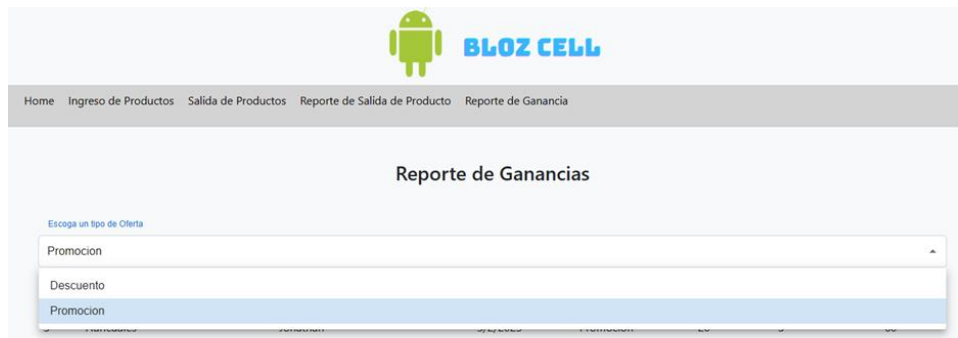 BLOZ CELL
Home Ingreso de Productos Salida de Productos Reporte de Salida de Producto Reporte de Ganancia
Reporte de Ganancias
Escoga un tipo de Oferta
Promocion
Descuento
Promocion